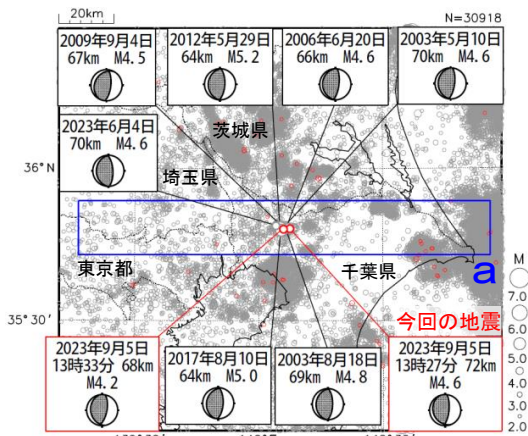 20km
N=30918
2009年9月4日
67km M4.5
2012年5月29日
64km M5.2
2006年6月20日
66km M4.6
2003年5月10日
70km M4.6
2023年6月4日
70km M4.6
茨城県
36°N
埼玉県
東京都
千葉県
a
今回の地震
35°30'
M
7.0
6.0
5.0
4.0
3.0
2.0
2023年9月5日
13時33分 68km
M4.2
2017年8月10日
64km M5.0
2003年8月18日
69km M4.8
2023年9月5日
13時27分 72km
M4.6